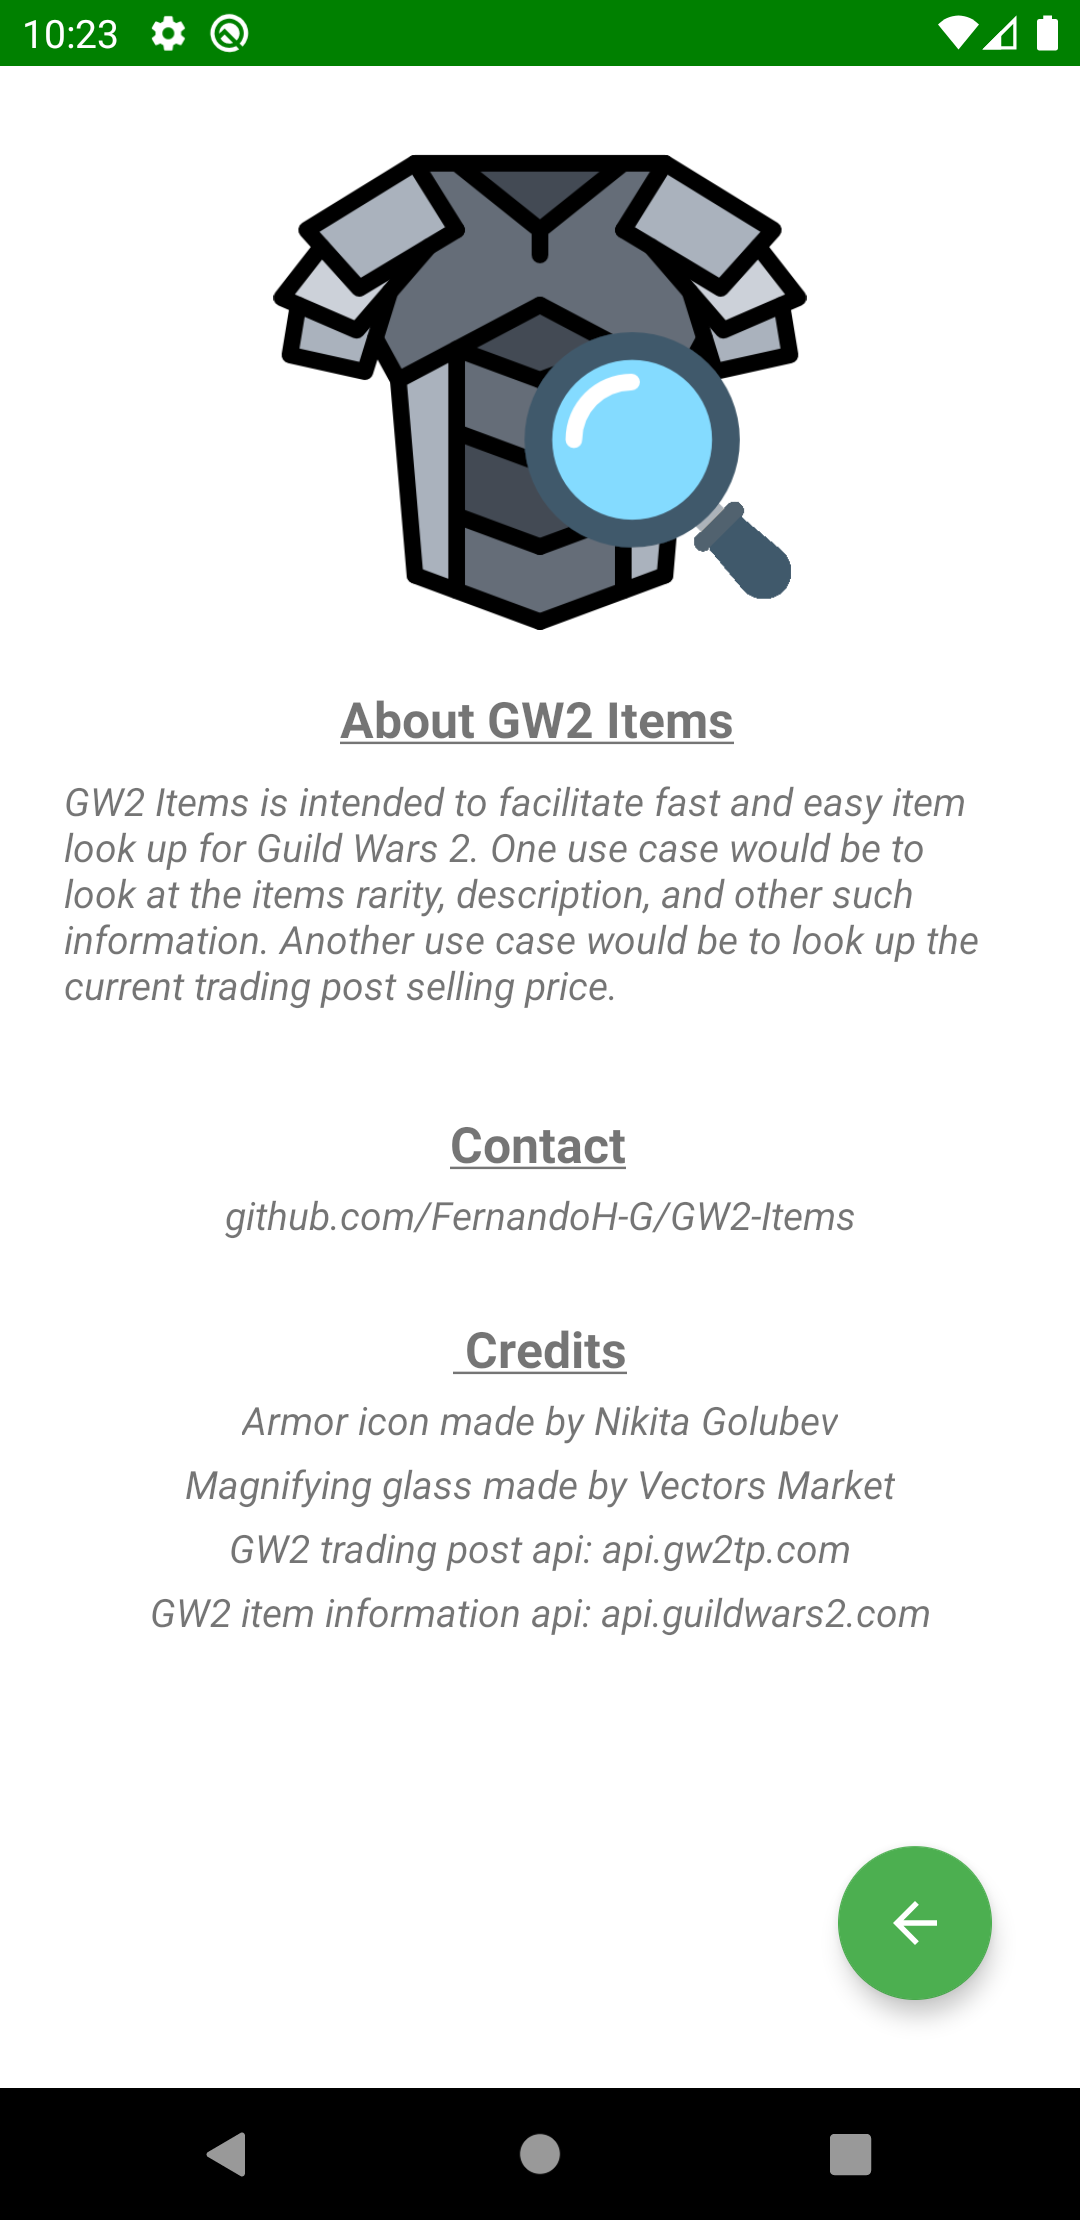 10:23
About GW2 Items
GW2 Items is intended to facilitate fast and easy item
look up for Guild Wars 2. One use case would be to
look at the items rarity, description, and other such
information. Another use case would be to look up the
current trading post selling price.
Contact
github.com/FernandoH-G/GW2-Items
Credits
Armor icon made by Nikita Golubev
Magnifying glass made by Vectors Market
GW2 trading post api: api.gw2tp.com
GW2 item information api: api.guildwars2.com